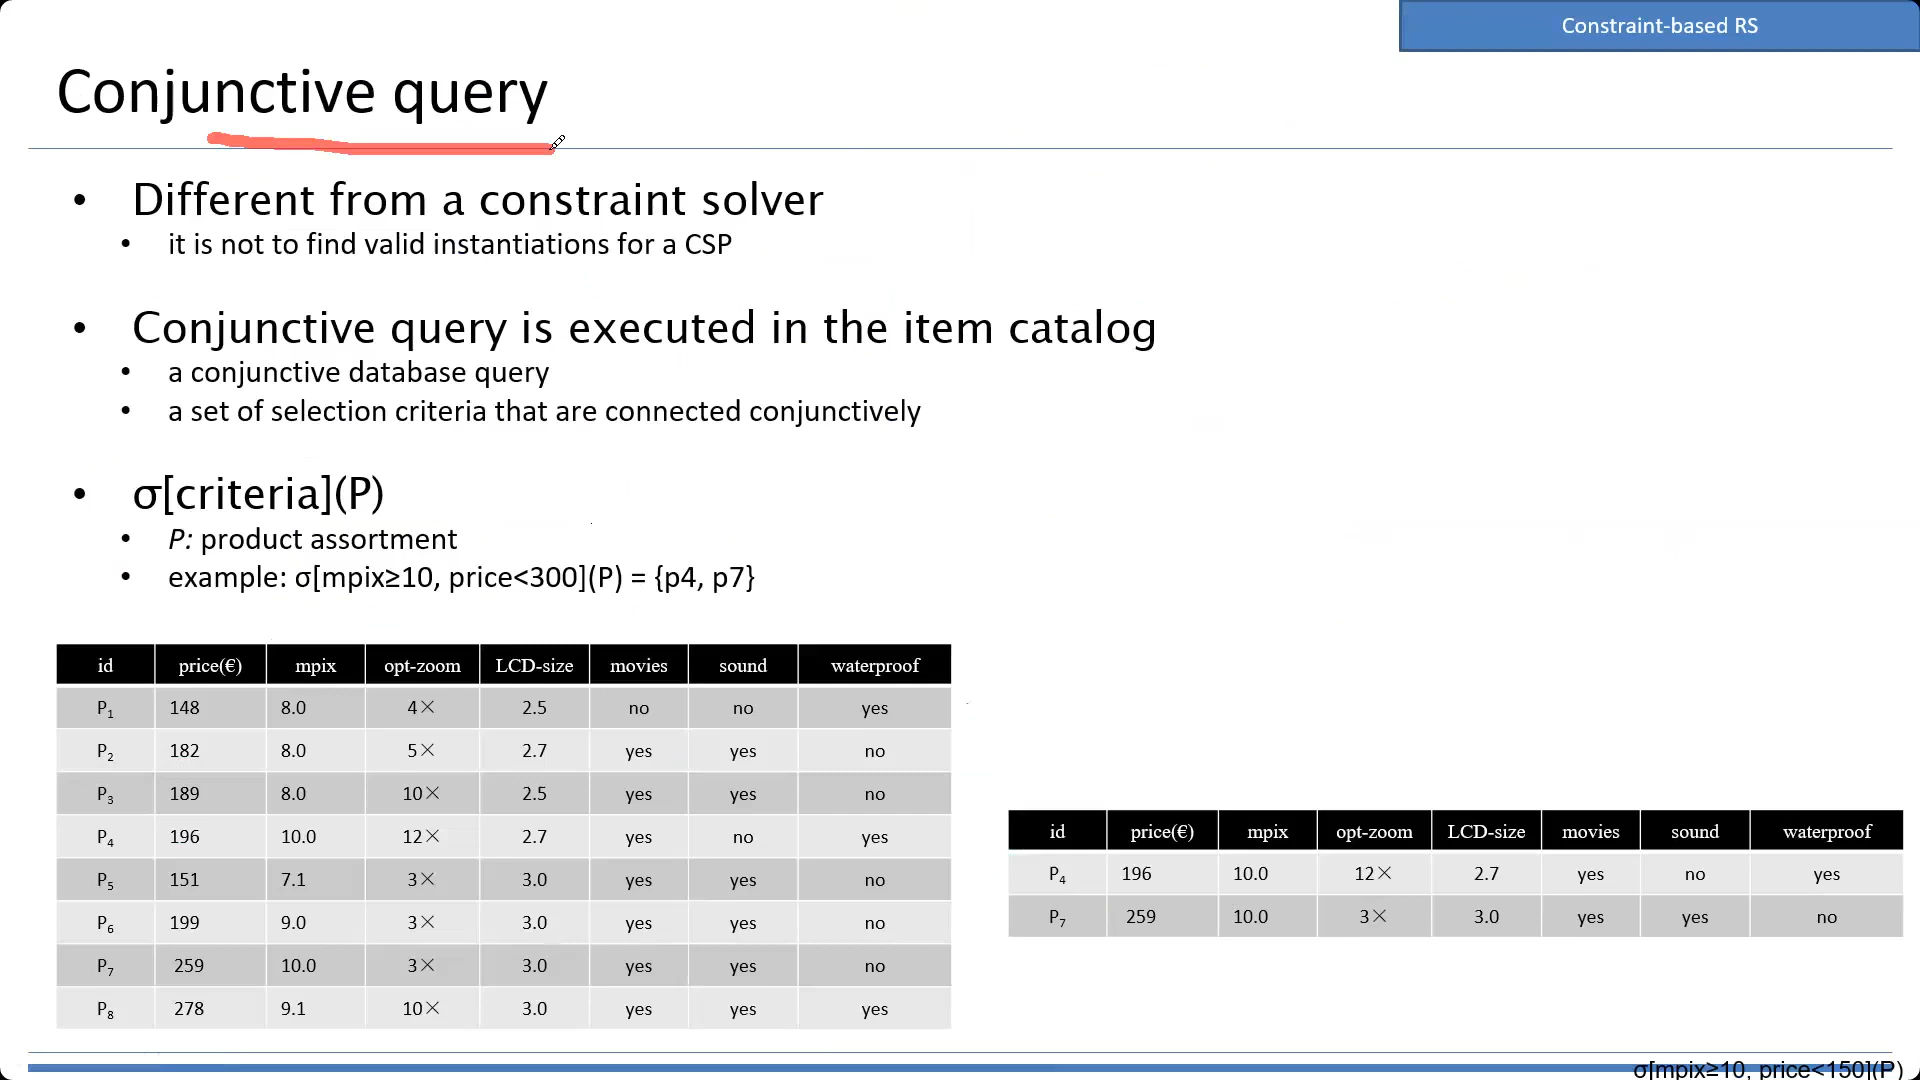 Constraint-based RS
Conjunctive query
• Different from a constraint solver
• it is not to find valid instantiations for a CSP
• Conjunctive query is executed in the item catalog
• a conjunctive database query
• a set of selection criteria that are connected conjunctively
• σ[criteria](P)
• P: product assortment
• example: σ[mpix≥10, price<300](P) = {p4, p7}
id price(€) mpix opt-zoom LCD-size movies sound waterproof
P1 148 8.0 4× 2.5 no no yes
P2 182 8.0 5× 2.7 yes yes no
P3 189 8.0 10× 2.5 yes yes no
P4 196 10.0 12× 2.7 yes no yes
P5 151 7.1 3× 3.0 yes yes no
P6 199 9.0 3× 3.0 yes yes no
P7 259 10.0 3× 3.0 yes yes no
P8 278 9.1 10× 3.0 yes yes yes
id price(€) mpix opt-zoom LCD-size movies sound waterproof
P4 196 10.0 12× 2.7 yes no yes
P7 259 10.0 3× 3.0 yes yes no
σ[mpix≥10, price<150](P)